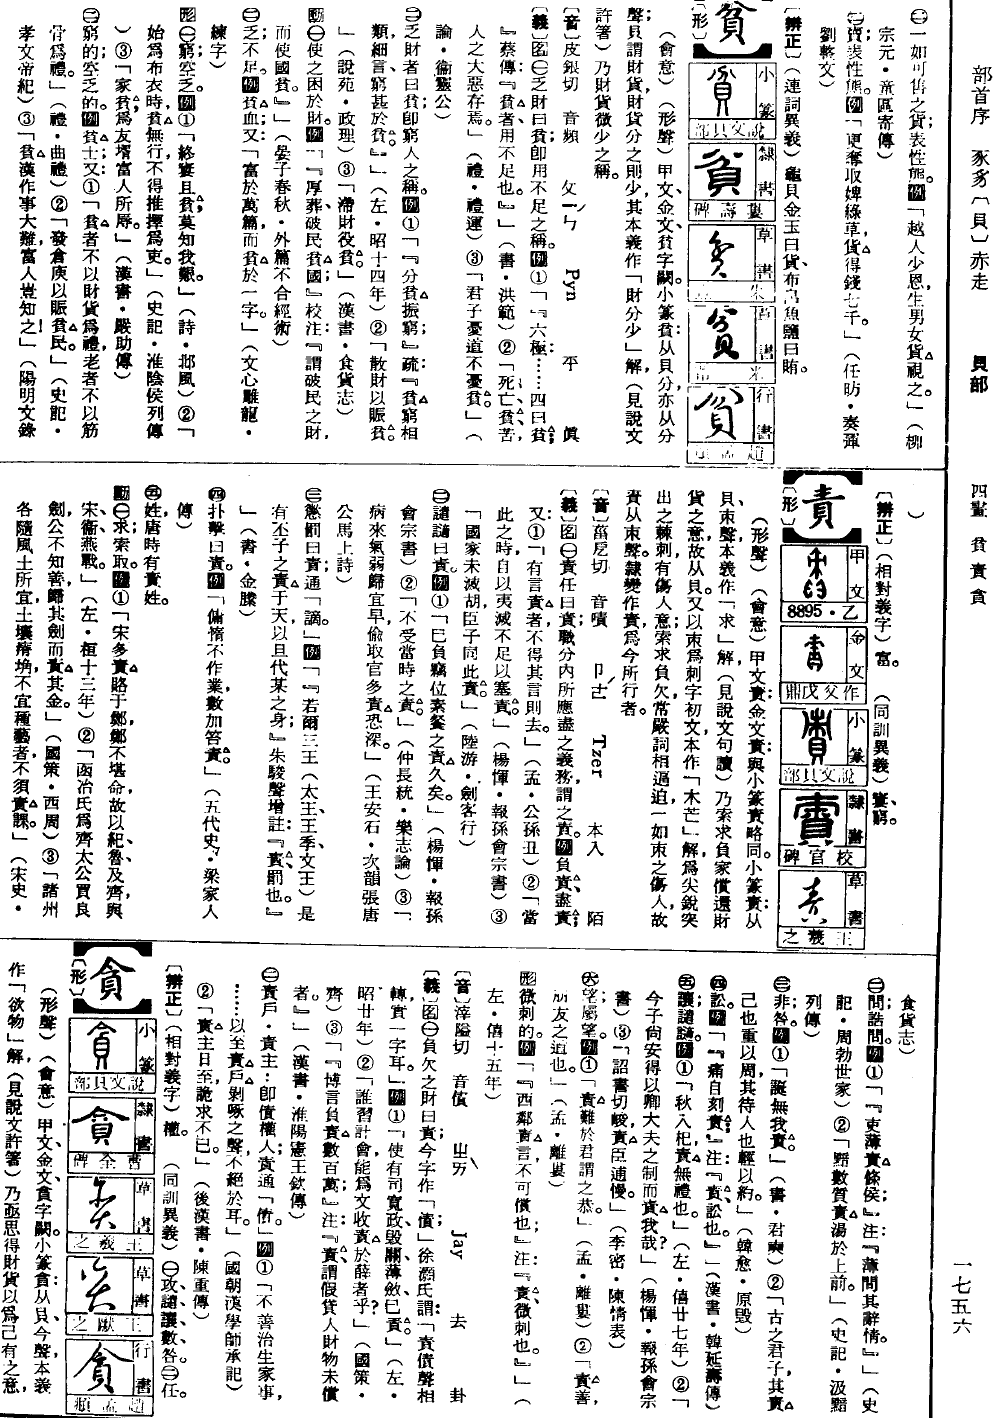 部首序　豕豸〔貝〕赤走　貝部　四畫　貧責貪　一七五六
㊀一如可售之貨;表性態。例「越人少恩,生男女貨視之。」(柳
宗元・童區寄傳)
劉整文)
〔辨正〕(連詞異義)龜貝金玉曰貨、布帛魚鹽曰賄。
【貧】
〔形〕
小篆　說文貝部
隸書　婁壽碑
草書
草書
行書　趙孟頫
(會意)(形聲)甲文、金文貧字闕。小篆貧:从貝分,亦从分
聲;貝謂財貨,財貨分之則少,其本義作「財分少」解(見說文
許箸)乃財貨微少之稱。
〔音〕皮銀切　音頻　ㄆㄧㄣˊ　Pyn　平　眞
〔義〕名㊀乏財曰貧;即用不足之稱。例①「『六極……四曰貧』
『蔡傳:『貧者用不足也。』」(書・洪範)②「死亡貧苦,
人之大惡存焉。」(禮・禮運)③「君子憂道不憂貧。」(
論・衞靈公)
㊁乏財者曰貧;即窮人之稱。例①「『分貧振窮;』疏:『貧窮相
類,細言窮甚於貧。』」(左・昭十四年)②「散財以賑貧。
」(說苑・政理)③「滯財役貧。」(漢書・食貨志)
動㊀使之困於財。例「『厚葬破民貧國』校注:『謂破民之財,
而使國貧。』」(晏子春秋・外篇不合經術)
㊁乏;不足。例貧血;又「富於萬篇,而貧於一字。」(文心雕龍・
練字)
形㊀窮;空乏。例①「終窶且貧,莫知我艱。」(詩・邶風)②「
始爲布衣時,貧無行,不得推擇爲吏。」(史記・淮陰侯列傳
)③「家貧,爲友壻富人所辱。」(漢書・嚴助傳)
㊁窮的;空乏的。例貧士;又①「貧者不以財貨爲禮,老者不以筋
骨爲禮。」(禮・曲禮)②「發倉庾以賑貧民。」(史記・
孝文帝紀)③「貧漢作事大難,富人豈知之!」(陽明文錄
)
〔辨正〕(相對義字)富。　(同訓異義)窶、窮。
【責】
〔形〕
甲文　乙・8895
金文　作父戊鼎
小篆　說文貝部
隸書　校官碑
草書　王羲之
(形聲)(會意)甲文責、金文責與小篆責略同。小篆責:从
貝,朿聲,本義作「求」解(見說文句讀)乃索求負家償還財
貨之意,故从貝。又以朿爲刺字初文,本作「木芒」解,爲尖銳突
出之棘刺,有傷人意,索求負欠常嚴詞相逼迫,一如朿之傷人,故
責从朿聲。隸變作責,爲今所行者。
〔音〕笛尼切　音嘖　ㄗㄜˊ　Tzer　本入　陌
〔義〕名㊀責任曰責;職分內所應盡之義務謂之責。例負責、盡責;
又①「有言責者,不得其言則去。」(孟・公孫丑)②「當
此之時,自以夷滅不足以塞責。」(楊惲・報孫會宗書)③
「國家未滅胡,臣子同此責。」(陸游・劍客行)
㊁譴謫曰責。例①「已負竊位素餐之責久矣。」(楊惲・報孫
會宗書)②「不受當時之責。」(仲長統・樂志論)③「
病來氣弱歸宜早,偷取官多責恐深。」(王安石・次韻張唐
公馬上詩)
㊂懲罰曰責;通「謫」。例「『若爾三王(太王、王季、文王)是
有丕子之責于天,以旦代某之身;』朱駿聲增註:『責、罰也。』
」(書・金縢)
㊃扑擊曰責。例「傭惰不作業,數加笞責。」(五代史・梁家人
傳)
㊄姓,唐時有責姓。
動㊀求;索取。例①「宋多責賂于鄭,鄭不堪命,故以紀魯及齊與
宋、衞、燕戰。」(左・桓十三年)②「函冶氏爲齊太公買良
劍,公不知善,歸其劍而責其金。」(國策・西周)③「諸州
各隨風土所宜,土壤瘠埆不宜種藝者,不須責課。」(宋史・
食貨志)
㊁問;詰問。例①「『吏薄責條侯。』注:『薄問其辭情。』」(史
記・周勃世家)②「黯數質責湯於上前。」(史記・汲黯
列傳)
㊂非;咎。例①「誕無我責。」(書・君奭)②「古之君子,其責
己也重以周,其待人也輕以約。」(韓愈・原毀)
㊃訟。例「『痛自刻責;』注:『責,訟也。』」(漢書・韓延壽傳)
㊄讓;譴謫。例①「秋入杞,責無禮也。」(左・僖廿七年)②「
今子尙安得以卿大夫之制而責我哉?」(楊惲・報孫會宗
書)③「詔書切峻,責臣逋慢。」(李密・陳情表)
㊅望;屬望。例①「責難於君謂之恭。」(孟・離婁)②「責善,
朋友之道也。」(孟・離婁)
形微刺的。例「『西鄰責言,不可償也;』注:『責,微刺也。』」(
左・僖十五年)
〔音〕滓隘切　音債　ㄓㄞˋ　Jay　去　卦
〔義〕名㊀負欠之財曰責,今字作「債」徐灝氏謂:「責、債聲相
轉,實一字耳。」例①「使有司寬政,毀關,薄斂,已責。」(左・
昭廿年)②「誰習計會,能爲文收責於薛者乎?」(國策・
齊)③「『博言負責數百萬。』注:『責,謂假貸人財物未償
者。』」(漢書・淮陽憲王欽傳)
㊁責戶・責主:即債權人;責通「債」例①「不善治生家事,
……以至責戶剝啄之聲,不絕於耳。」(國朝漢學師承記)
②「責主日至,詭求不已。」(後漢書・陳重傳)
〔辨正〕(相對義字)權。　(同訓異義)㊀攻、譴、讓、數、咎。㊁任。
【貪】
〔形〕
小篆　說文貝部
隸書　曹全碑
草書　王羲之
草書　王獻之
行書　趙孟頫
(形聲)(會意)甲文、金文貪字闕。小篆貪:从貝,今聲,本義
作「欲物」解(見說文許箸)乃亟思得財貨以爲己有之意,